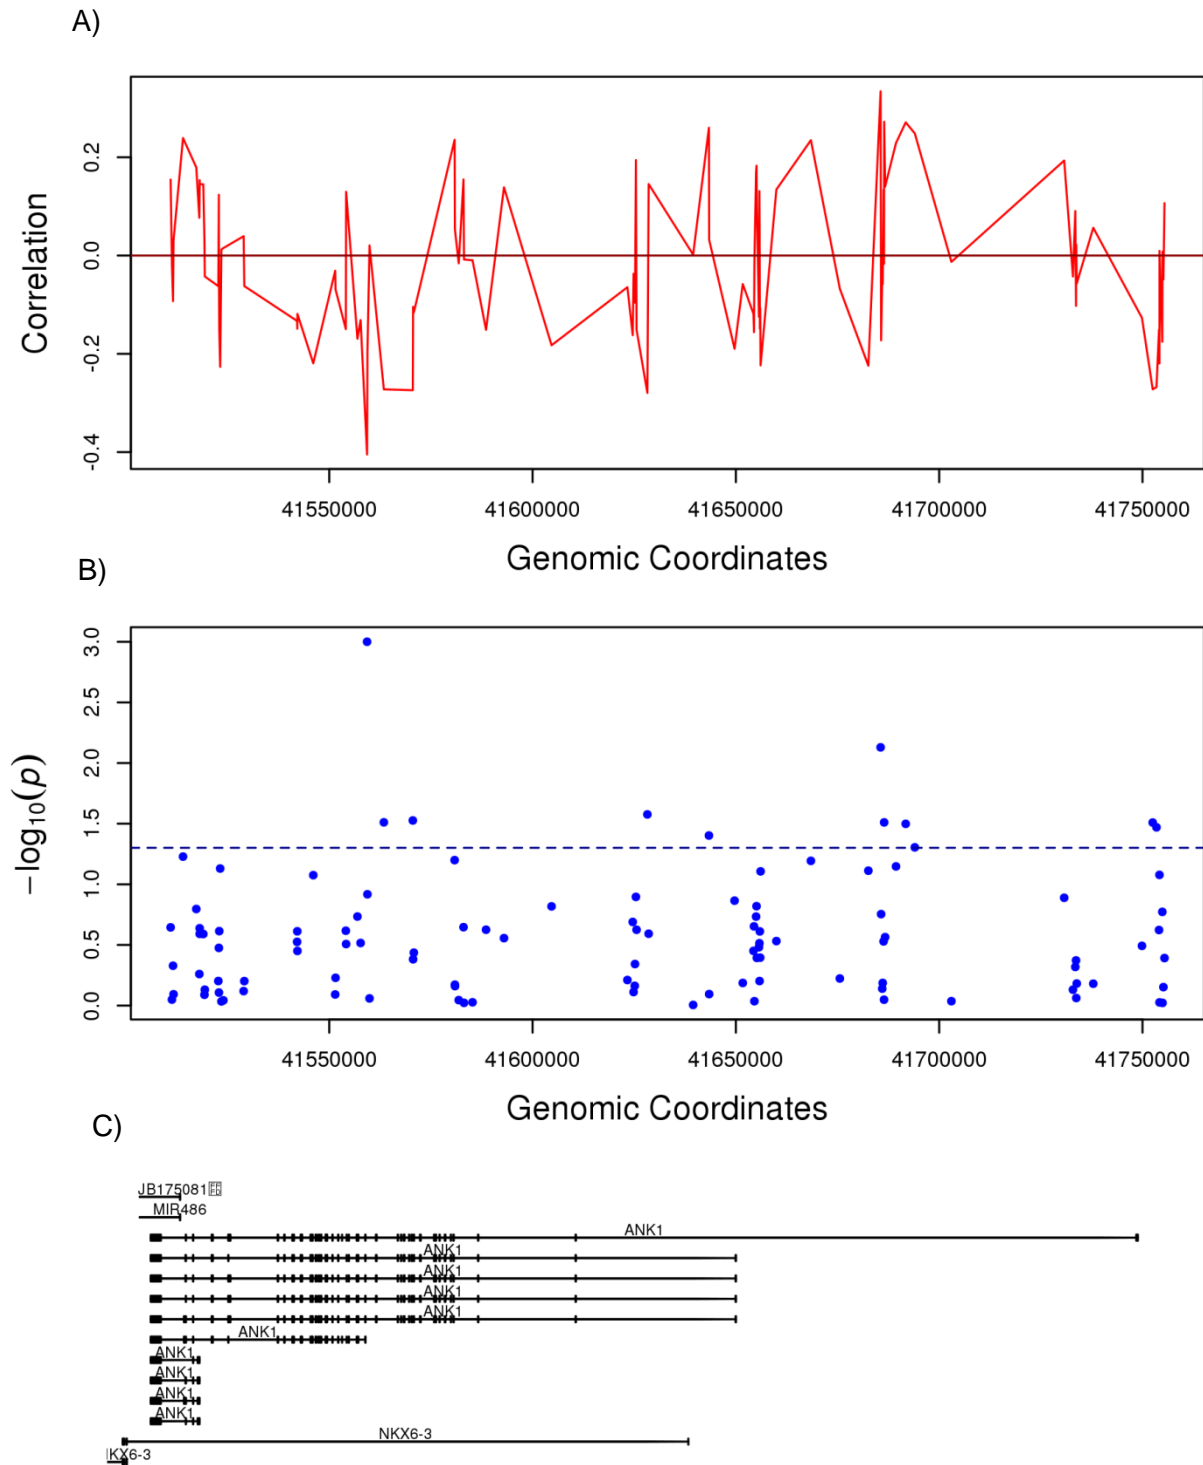 A)
Correlation
0.2
0.0
-0.2
-0.4
41550000 41600000 41650000 41700000 41750000
Genomic Coordinates
B)
−log10(p)
3.0
2.5
2.0
1.5
1.0
0.5
0.0
41550000 41600000 41650000 41700000 41750000
Genomic Coordinates
C)
JB175081
MIR486
ANK1
ANK1
ANK1
ANK1
ANK1
ANK1
ANK1
ANK1
ANK1
ANK1
NKX6-3
KX6-3